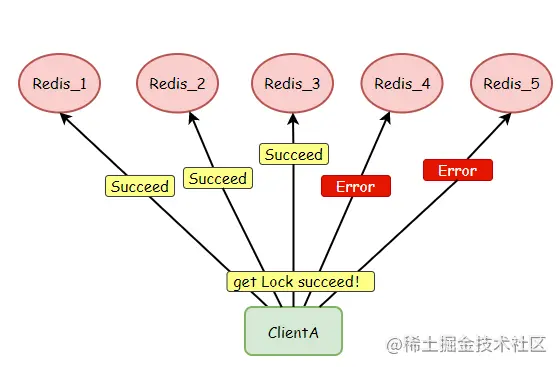 Redis_1
Redis_2
Redis_3
Redis_4
Redis_5
Succeed
Succeed
Succeed
Error
Error
get Lock succeed!
ClientA
@稀土掘金技术社区